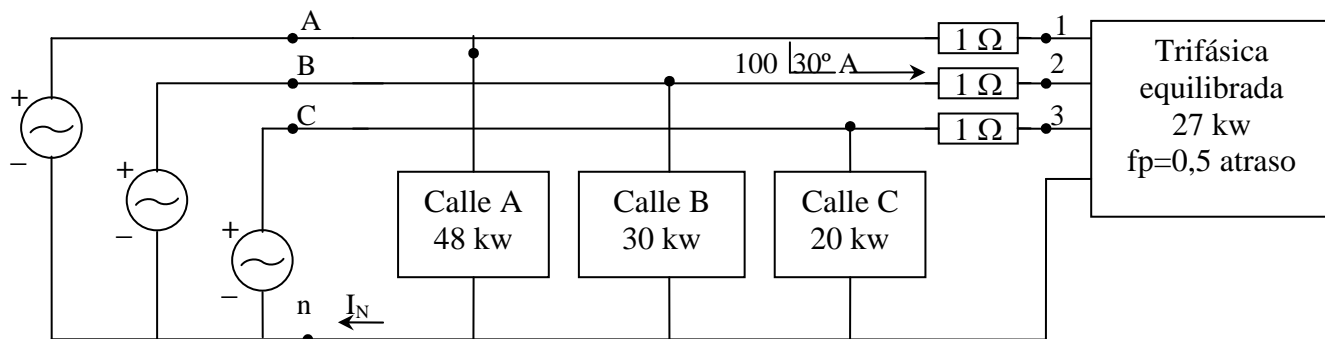 A
B
C
n
I_N
+
−
+
−
+
−
100 30º A
1 Ω
1 Ω
1 Ω
1
2
3
Calle A
48 kw
Calle B
30 kw
Calle C
20 kw
Trifásica
equilibrada
27 kw
fp=0,5 atraso